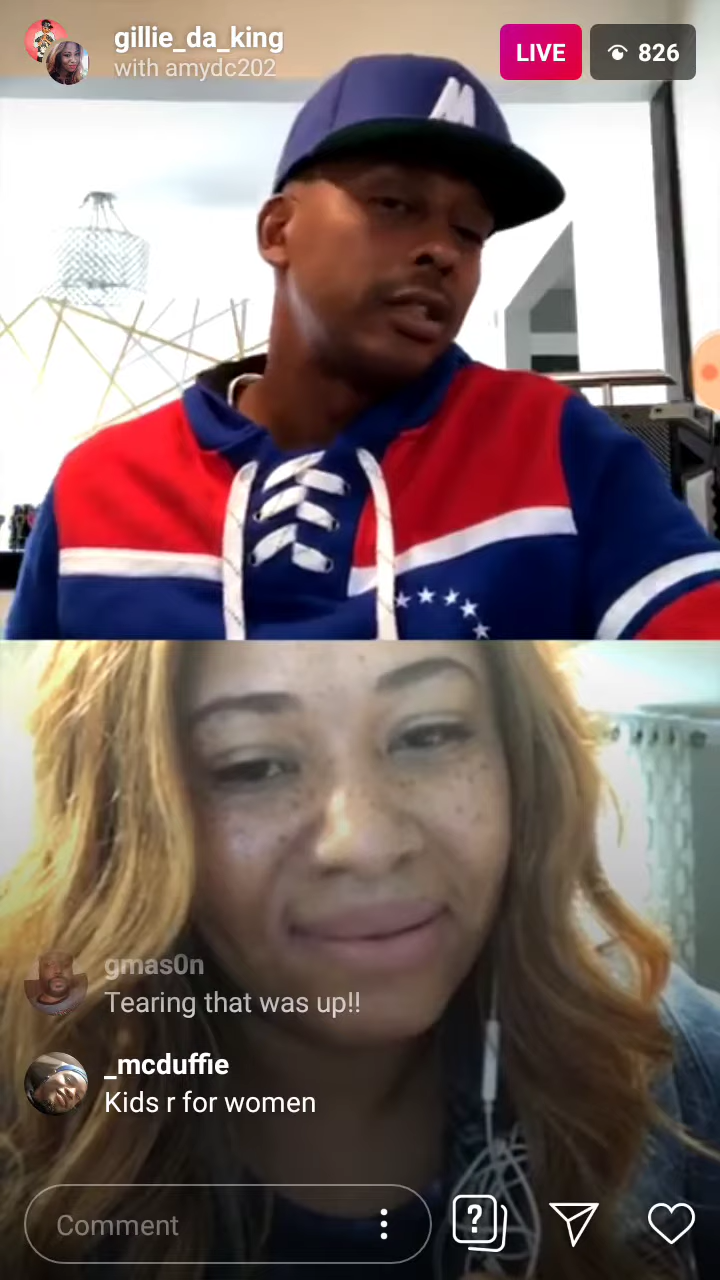 gillie_da_king
with amydc202
LIVE
826
M
gmas0n
Tearing that was up!!
_mcduffie
Kids r for women
Comment
?